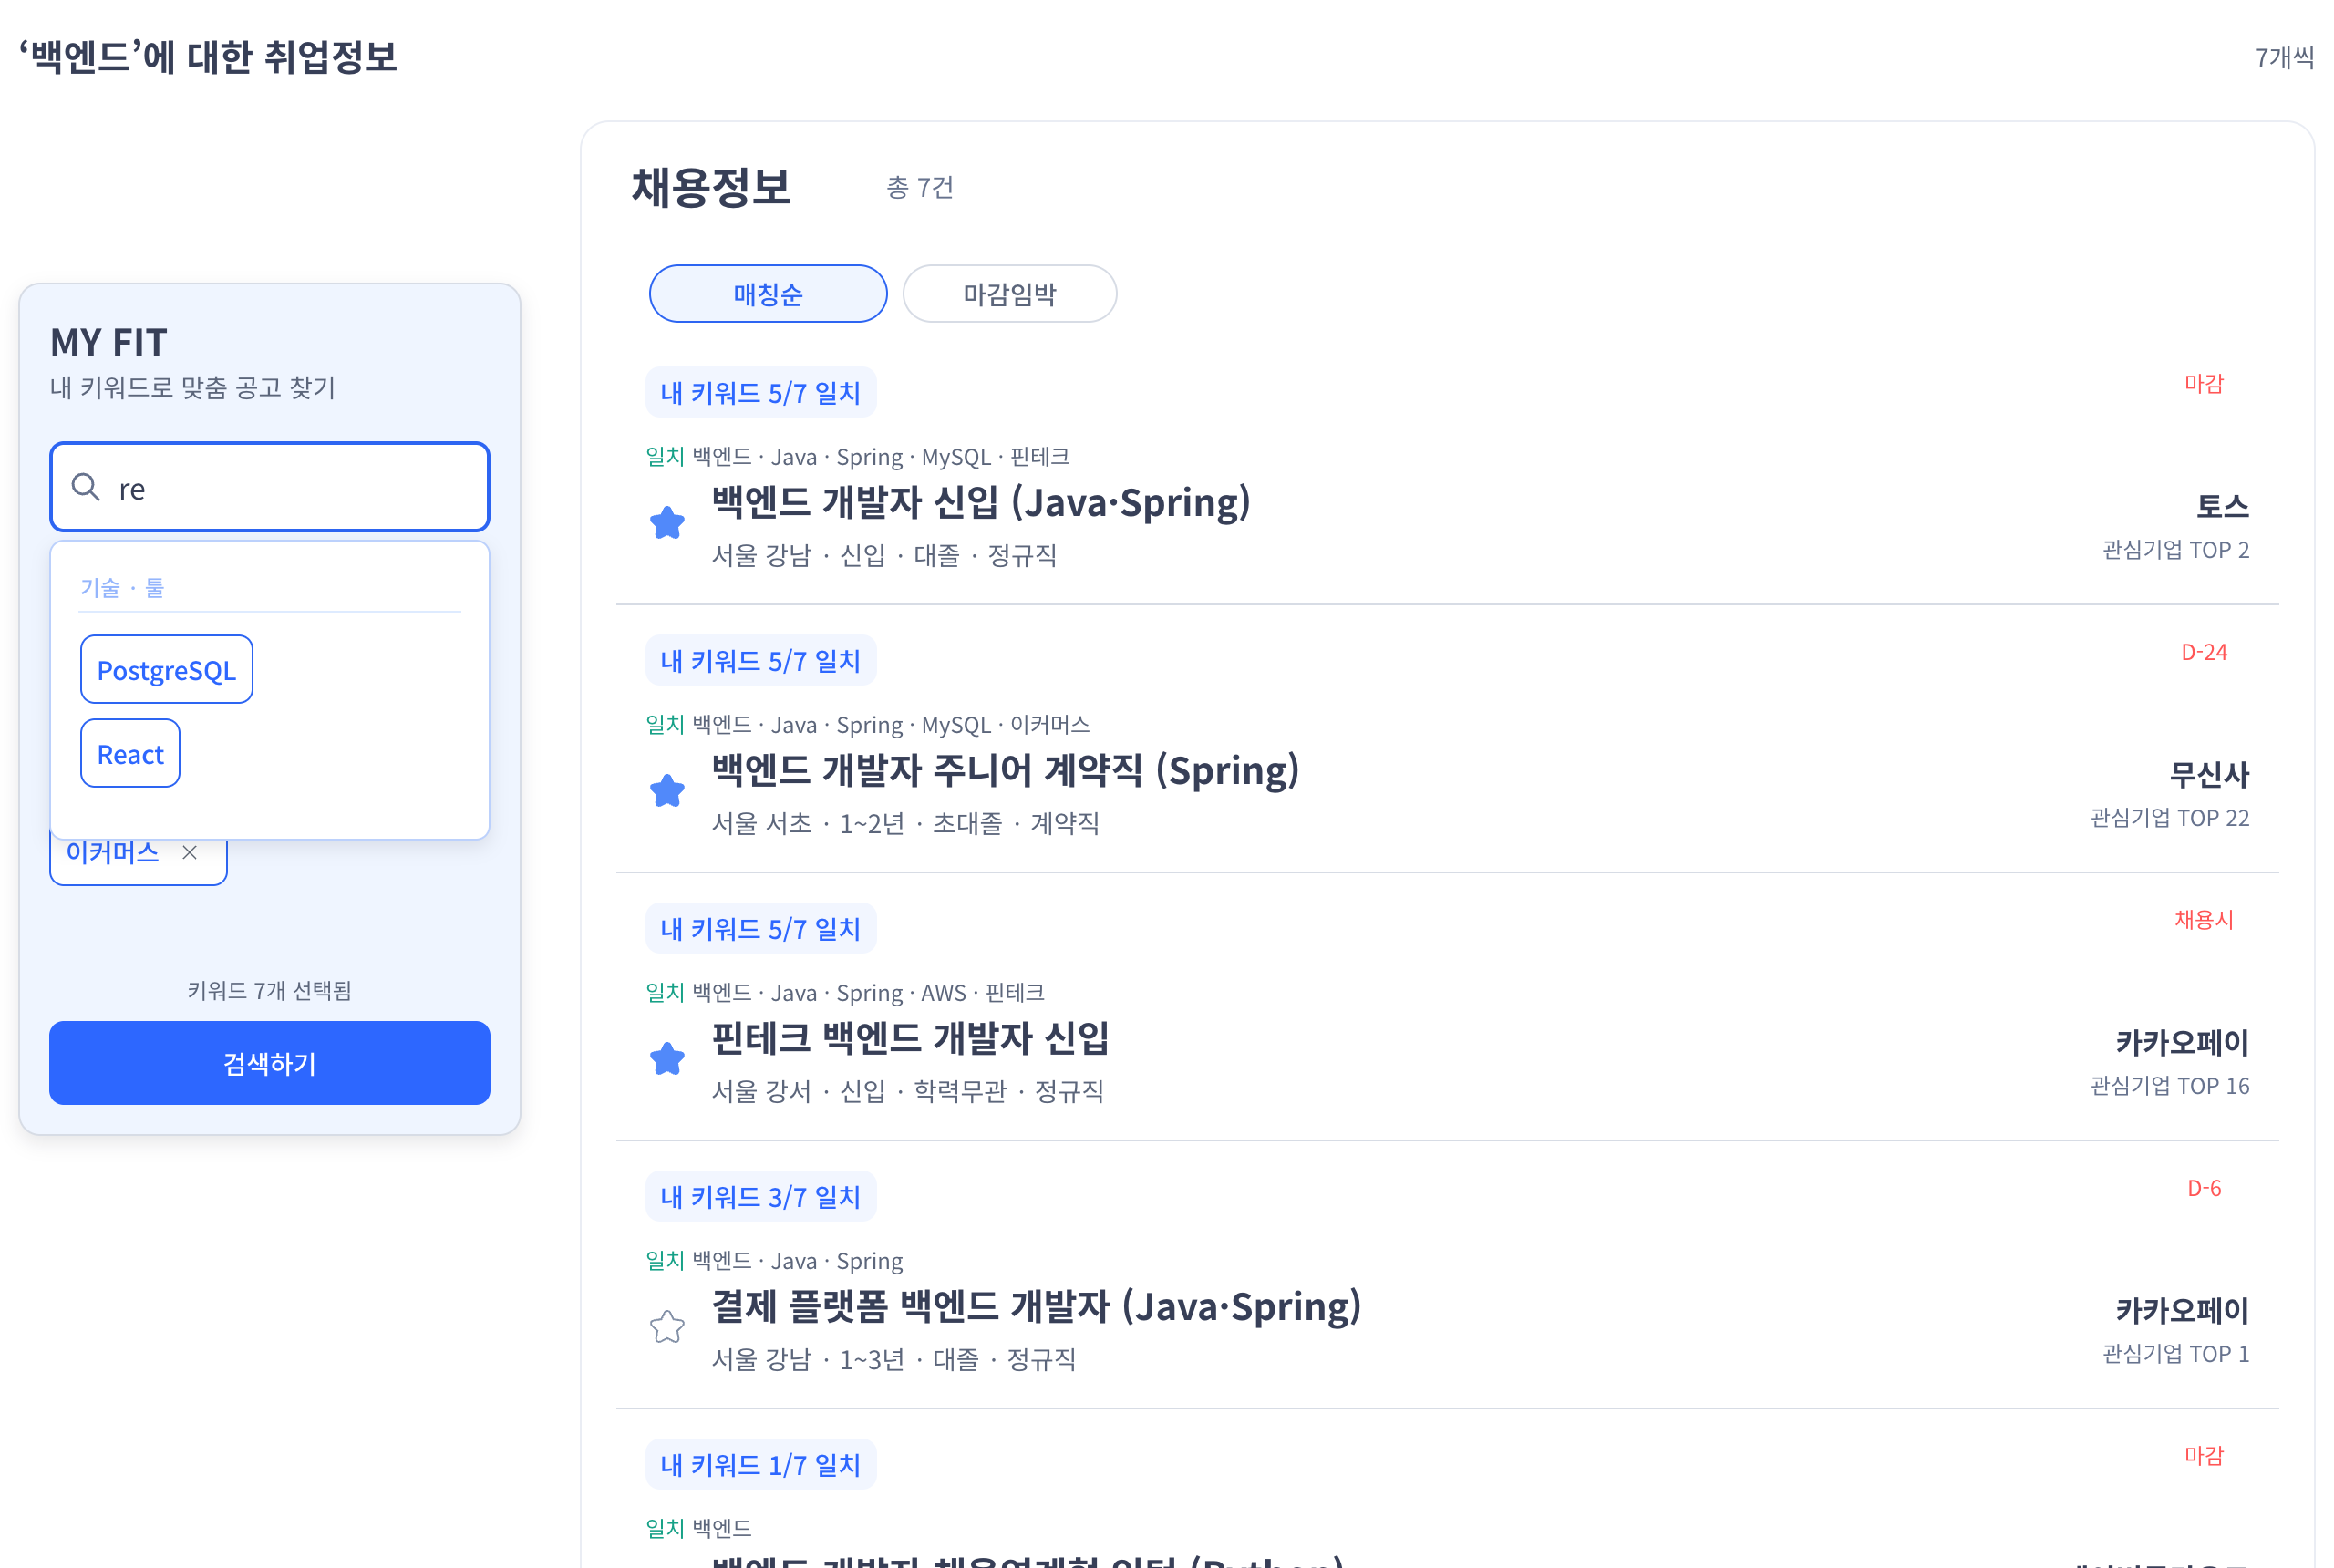 ‘백엔드’에 대한 취업정보
7개씩
MY FIT
내 키워드로 맞춤 공고 찾기
re
기술 · 툴
PostgreSQL
React
이커머스
키워드 7개 선택됨
검색하기
채용정보
총 7건
매칭순
마감임박
내 키워드 5/7 일치
마감
일치 백엔드 · Java · Spring · MySQL · 핀테크
백엔드 개발자 신입 (Java·Spring)
토스
서울 강남 · 신입 · 대졸 · 정규직
관심기업 TOP 2
내 키워드 5/7 일치
D-24
일치 백엔드 · Java · Spring · MySQL · 이커머스
백엔드 개발자 주니어 계약직 (Spring)
무신사
서울 서초 · 1~2년 · 초대졸 · 계약직
관심기업 TOP 22
내 키워드 5/7 일치
채용시
일치 백엔드 · Java · Spring · AWS · 핀테크
핀테크 백엔드 개발자 신입
카카오페이
서울 강서 · 신입 · 학력무관 · 정규직
관심기업 TOP 16
내 키워드 3/7 일치
D-6
일치 백엔드 · Java · Spring
결제 플랫폼 백엔드 개발자 (Java·Spring)
카카오페이
서울 강남 · 1~3년 · 대졸 · 정규직
관심기업 TOP 1
내 키워드 1/7 일치
마감
일치 백엔드
백엔드 개발자 채용연계형 인턴 (Python)